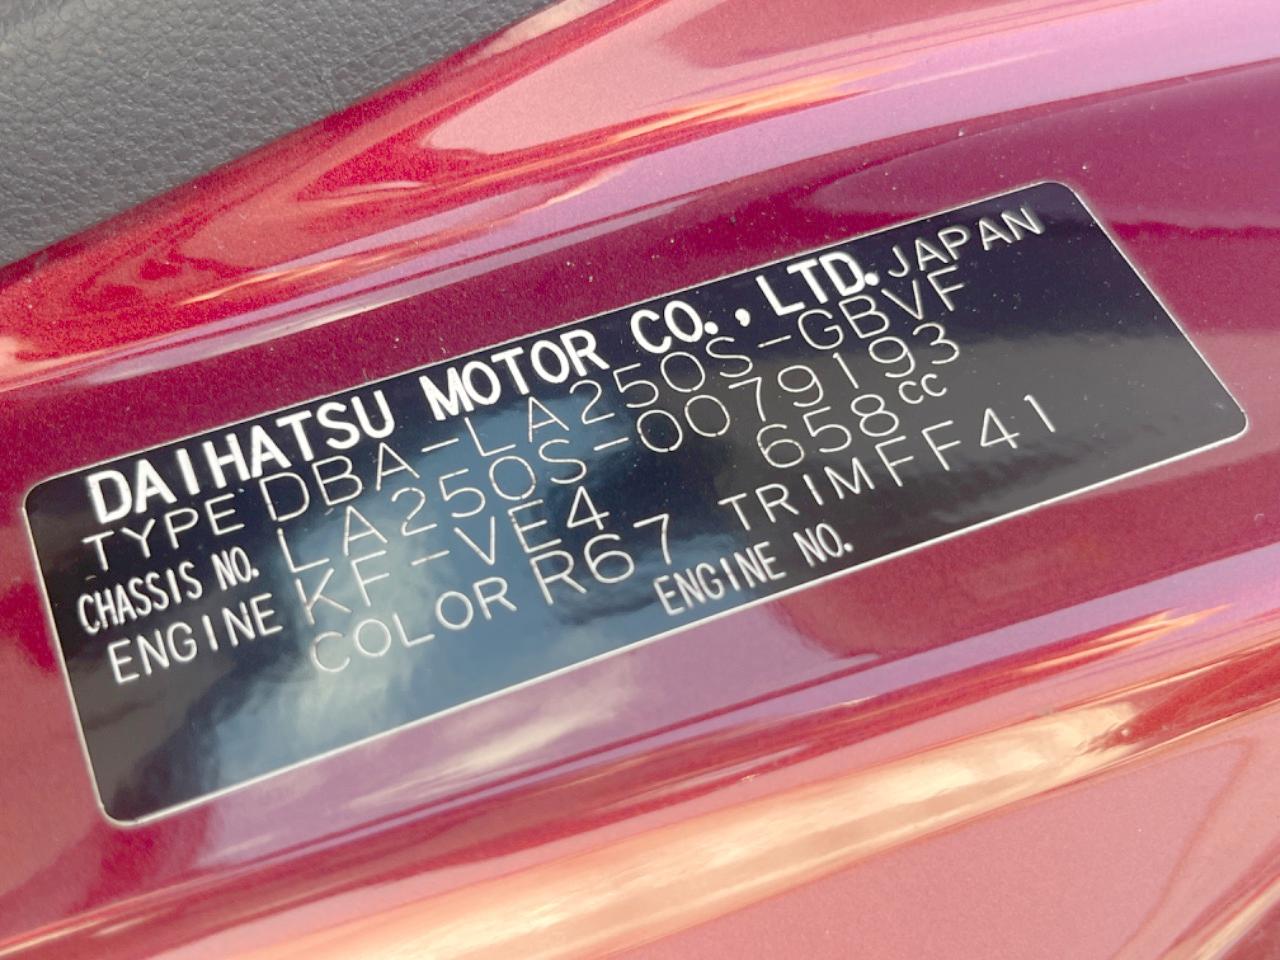 DAIHATSU MOTOR CO., LTD. JAPAN
TYPE DBA-LA250S-GBVF
CHASSIS NO. LA250S-0079193
ENGINE KF-VE4 658cc
COLOR R67 TRIM FF41
ENGINE NO.